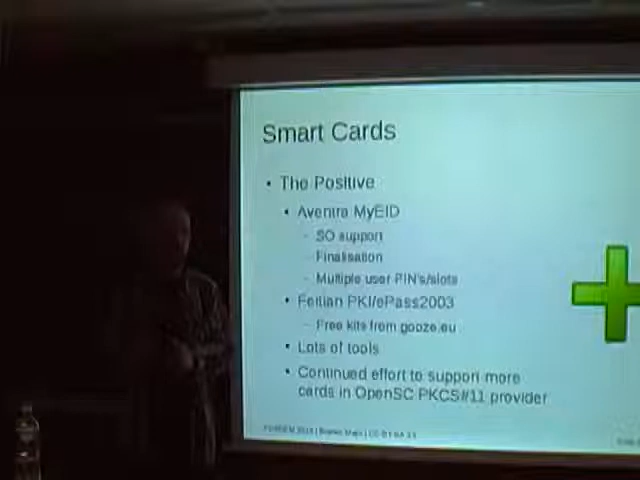 Smart Cards
• The Positive
• Aventra MyEID
– SO support
– Finalisation
– Multiple user PIN's/slots
• Feitian PKI/ePass2003
– Free kits from gooze.eu
• Lots of tools
• Continued effort to support more
cards in OpenSC PKCS#11 provider